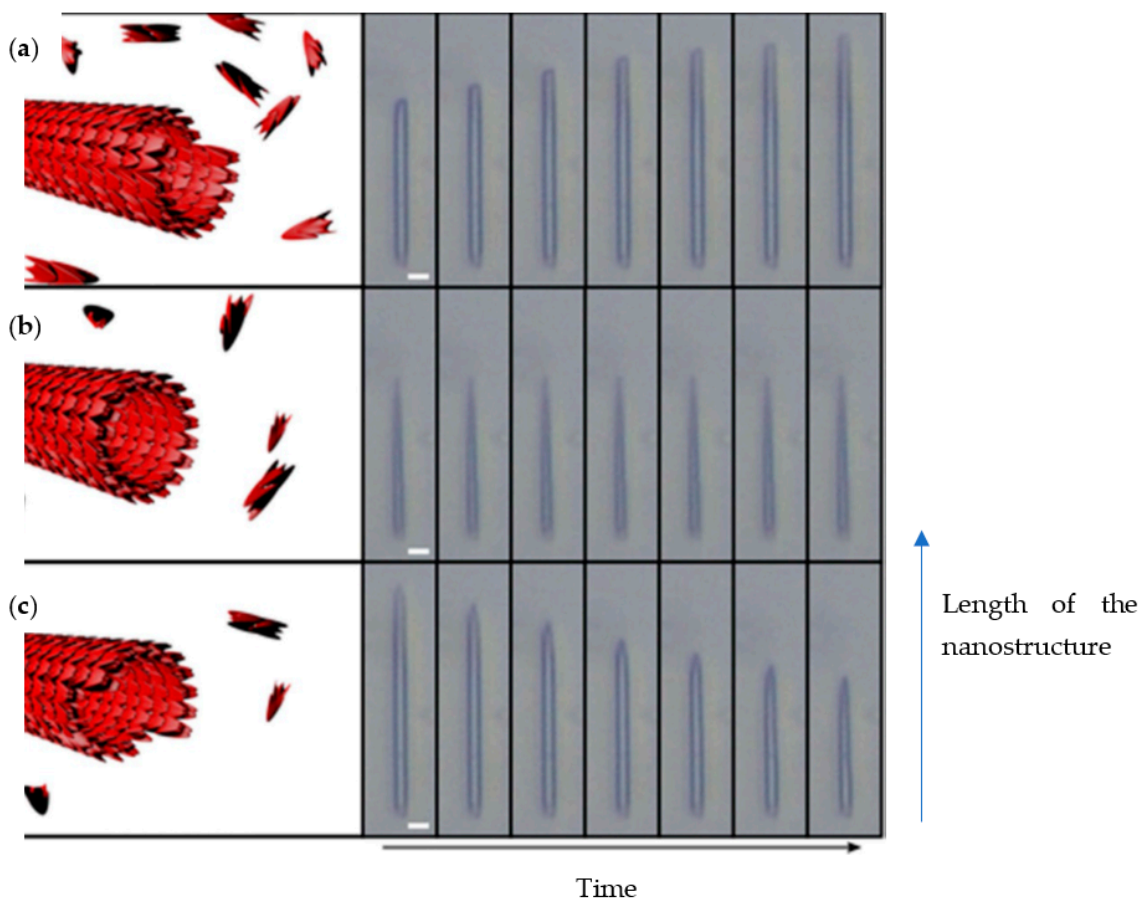 (a)
(b)
(c)
Length of the
nanostructure
Time